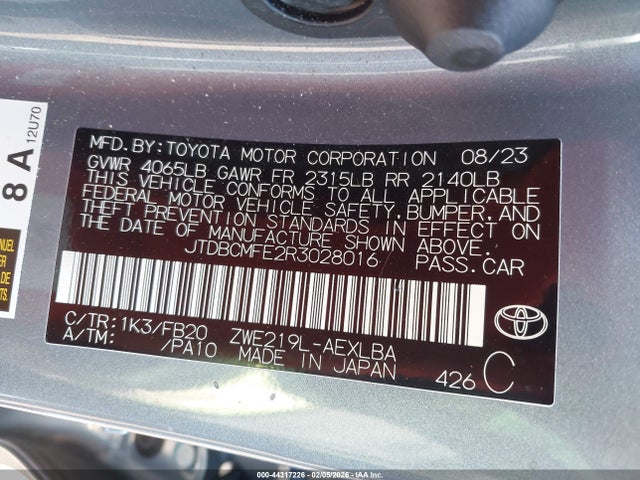 MFD. BY: TOYOTA MOTOR CORPORATION 08/23
GVWR 4065LB GAWR FR 2315LB RR 2140LB
THIS VEHICLE CONFORMS TO ALL APPLICABLE
FEDERAL MOTOR VEHICLE SAFETY, BUMPER, AND
THEFT PREVENTION STANDARDS IN EFFECT ON
THE DATE OF MANUFACTURE SHOWN ABOVE.
JTDBCMFE2R3028016 PASS. CAR
C/TR: 1K3/FB20 ZWE219L-AEXLBA
A/TM: /PA10 MADE IN JAPAN 426 C
8 A
12U70
000-44317226 - 02/05/2026 - IAA Inc.